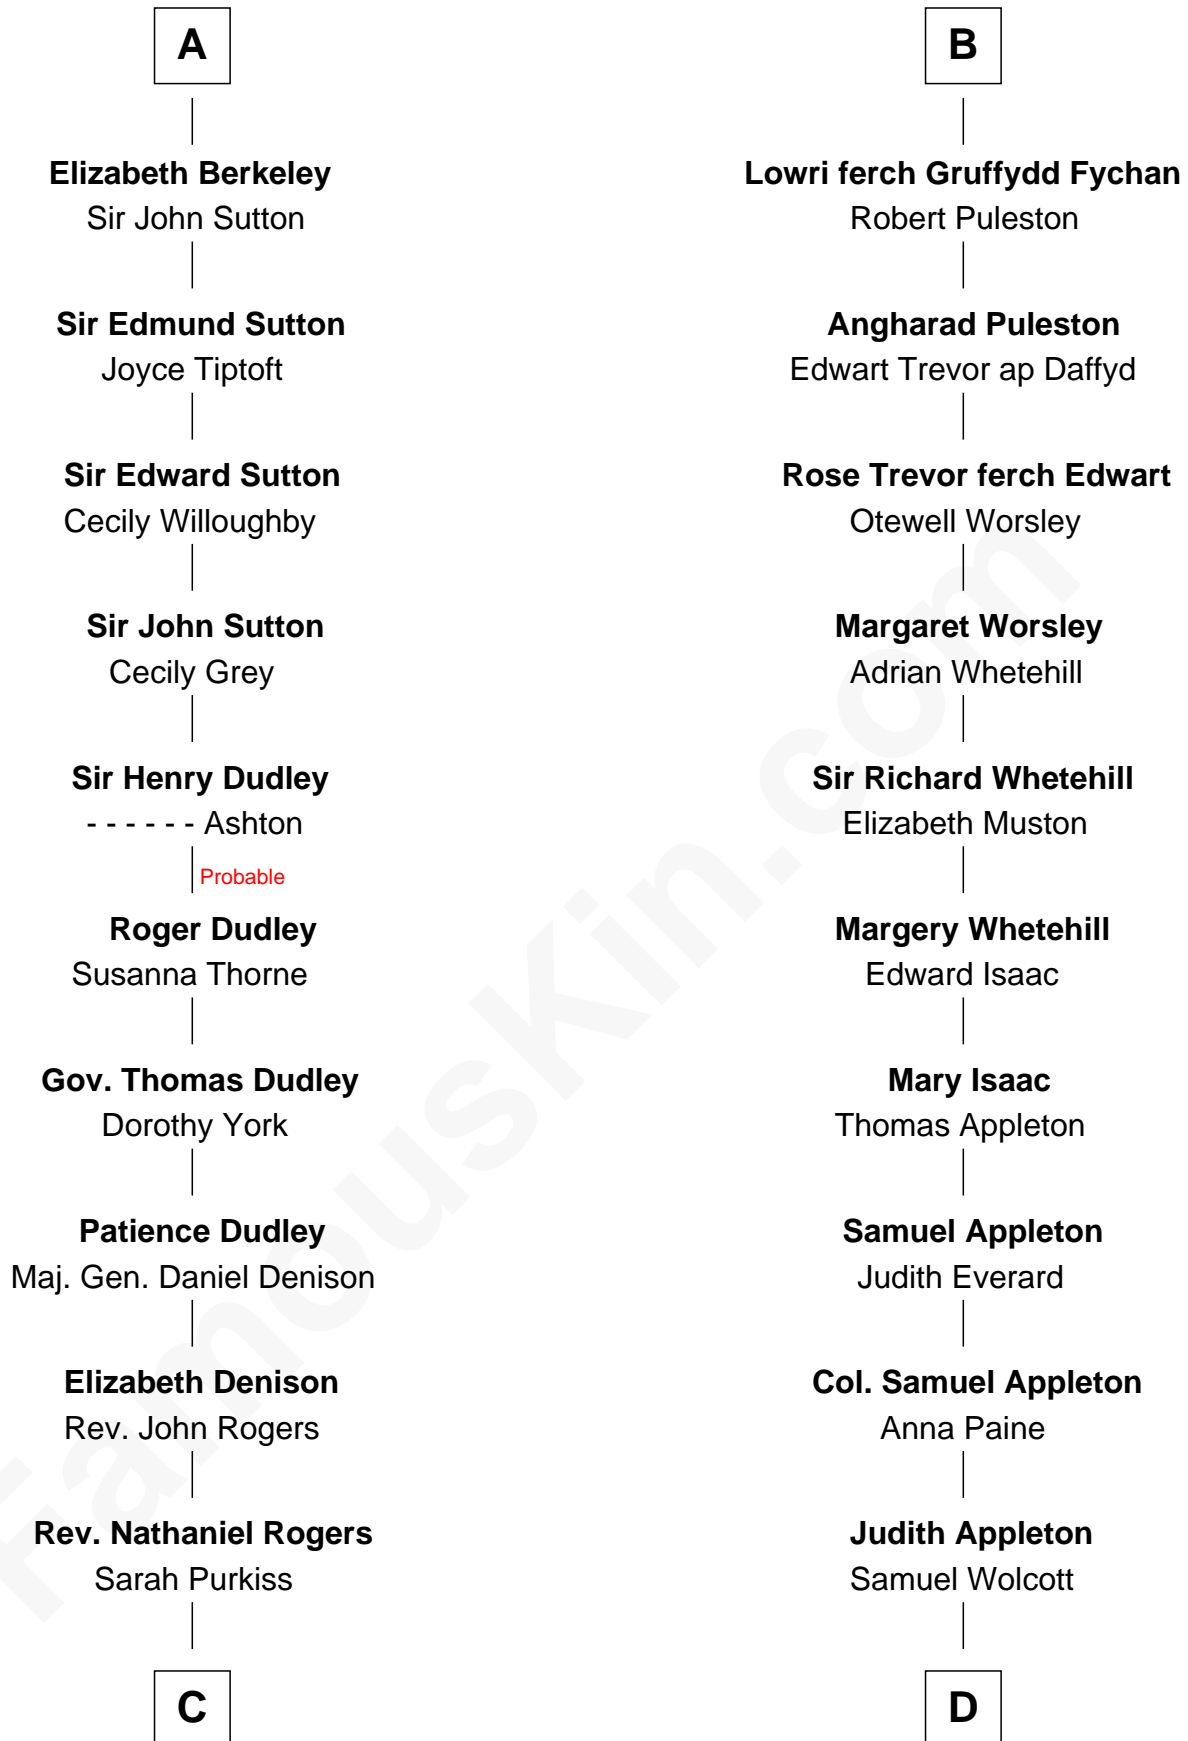 A
Elizabeth Berkeley
Sir John Sutton
Sir Edmund Sutton
Joyce Tiptoft
Sir Edward Sutton
Cecily Willoughby
Sir John Sutton
Cecily Grey
Sir Henry Dudley
- - - - - - Ashton
Probable
Roger Dudley
Susanna Thorne
Gov. Thomas Dudley
Dorothy York
Patience Dudley
Maj. Gen. Daniel Denison
Elizabeth Denison
Rev. John Rogers
Rev. Nathaniel Rogers
Sarah Purkiss
C
B
Lowri ferch Gruffydd Fychan
Robert Puleston
Angharad Puleston
Edwart Trevor ap Daffyd
Rose Trevor ferch Edwart
Otewell Worsley
Margaret Worsley
Adrian Whetehill
Sir Richard Whetehill
Elizabeth Muston
Margery Whetehill
Edward Isaac
Mary Isaac
Thomas Appleton
Samuel Appleton
Judith Everard
Col. Samuel Appleton
Anna Paine
Judith Appleton
Samuel Wolcott
D
FamousKin.com